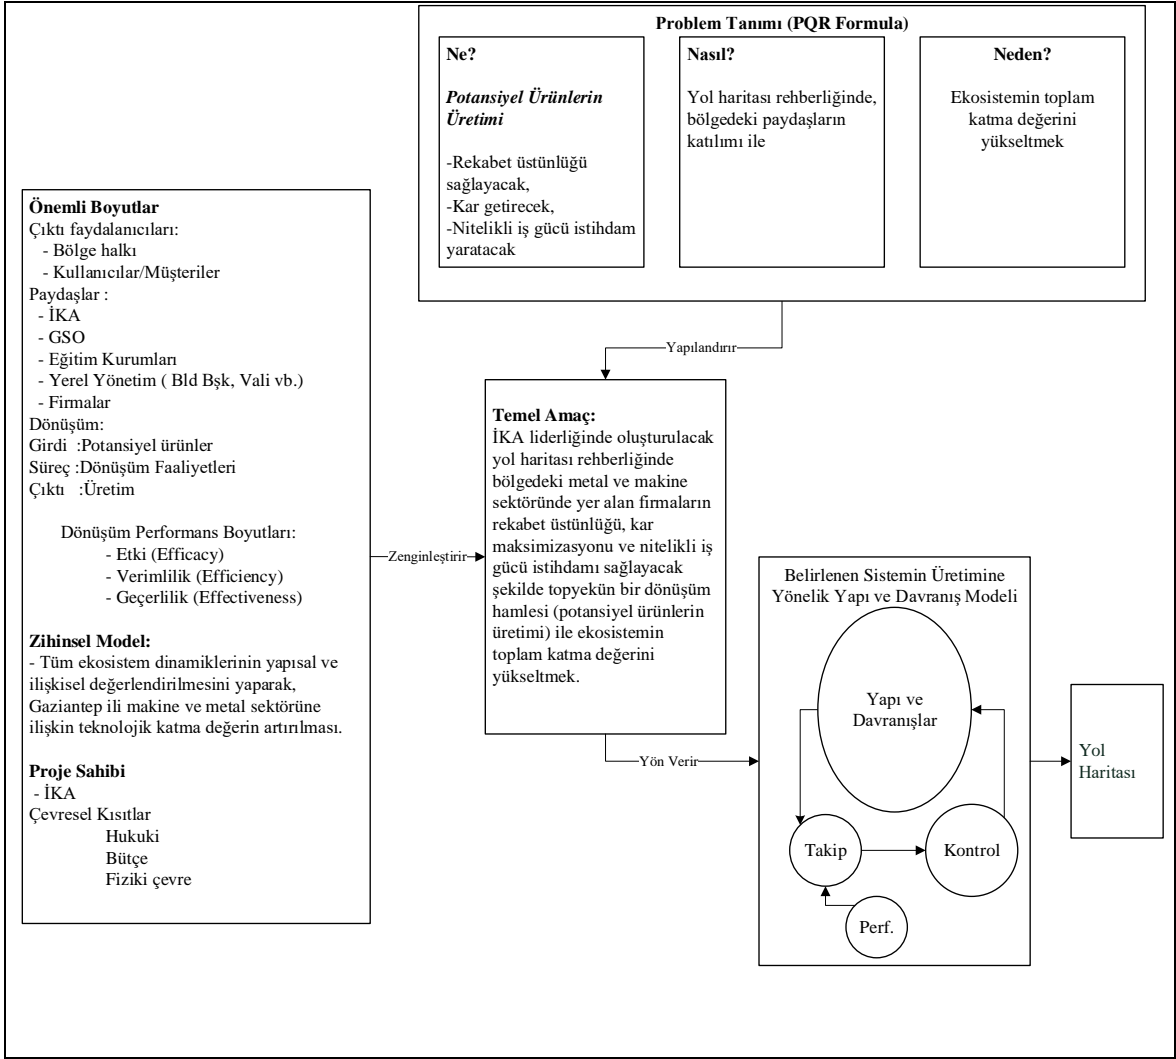 Problem Tanımı (PQR Formula)
Ne?
Potansiyel Ürünlerin
Üretimi
-Rekabet üstünlüğü
sağlayacak,
-Kar getirecek,
-Nitelikli iş gücü istihdam
yaratacak
Nasıl?
Yol haritası rehberliğinde,
bölgedeki paydaşların
katılımı ile
Neden?
Ekosistemin toplam
katma değerini
yükseltmek
Önemli Boyutlar
Çıktı faydalanıcıları:
- Bölge halkı
- Kullanıcılar/Müşteriler
Paydaşlar :
- İKA
- GSO
- Eğitim Kurumları
- Yerel Yönetim ( Bld Bşk, Vali vb.)
- Firmalar
Dönüşüm:
Girdi :Potansiyel ürünler
Süreç :Dönüşüm Faaliyetleri
Çıktı :Üretim
Dönüşüm Performans Boyutları:
- Etki (Efficacy)
- Verimlilik (Efficiency)
- Geçerlilik (Effectiveness)
Zihinsel Model:
- Tüm ekosistem dinamiklerinin yapısal ve
ilişkisel değerlendirilmesini yaparak,
Gaziantep ili makine ve metal sektörüne
ilişkin teknolojik katma değerin artırılması.
Proje Sahibi
- İKA
Çevresel Kısıtlar
Hukuki
Bütçe
Fiziki çevre
Yapılandırır
Zenginleştirir
Temel Amaç:
İKA liderliğinde oluşturulacak
yol haritası rehberliğinde
bölgedeki metal ve makine
sektöründe yer alan firmaların
rekabet üstünlüğü, kar
maksimizasyonu ve nitelikli iş
gücü istihdamı sağlayacak
şekilde topyekün bir dönüşüm
hamlesi (potansiyel ürünlerin
üretimi) ile ekosistemin
toplam katma değerini
yükseltmek.
Yön Verir
Belirlenen Sistemin Üretimine
Yönelik Yapı ve Davranış Modeli
Yapı ve
Davranışlar
Takip
Kontrol
Perf.
Yol
Haritası